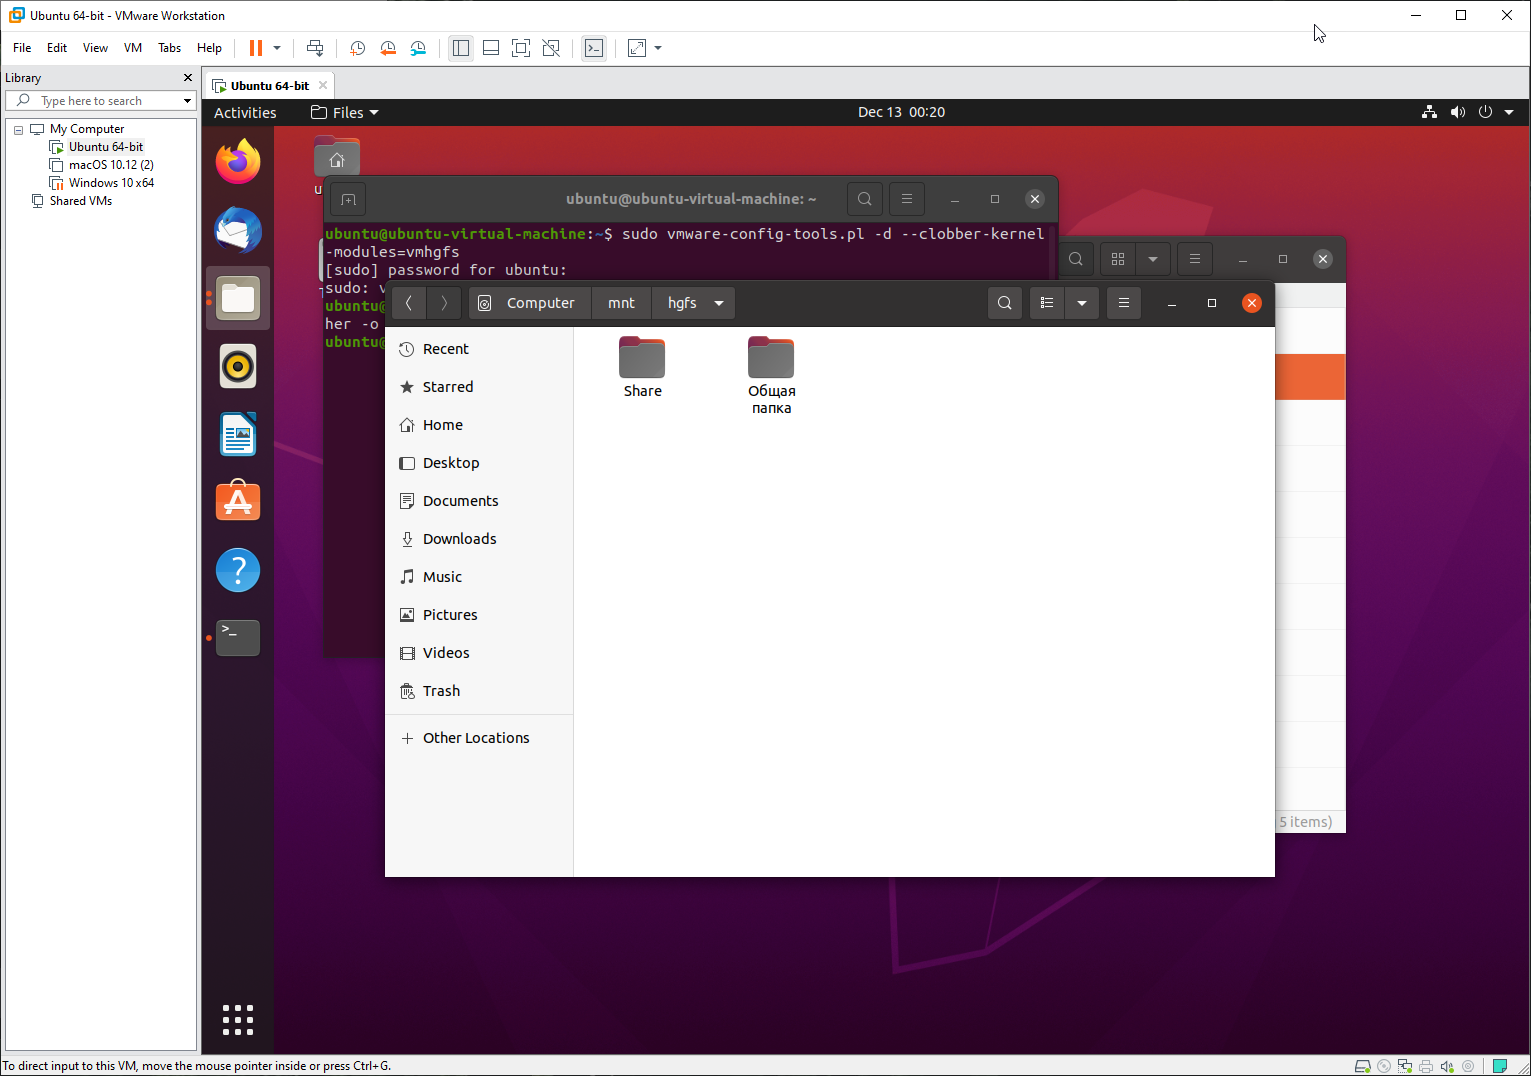 Ubuntu 64-bit - VMware Workstation
File Edit View VM Tabs Help
Library
Type here to search
My Computer
Ubuntu 64-bit
macOS 10.12 (2)
Windows 10 x64
Shared VMs
Ubuntu 64-bit
Activities Files Dec 13 00:20
ubuntu@ubuntu-virtual-machine: ~
ubuntu@ubuntu-virtual-machine:~$ sudo vmware-config-tools.pl -d --clobber-kernel
-modules=vmhgfs
[sudo] password for ubuntu:
sudo:
ubuntu@
her -o
ubuntu@
Computer mnt hgfs
Recent
Starred
Home
Desktop
Documents
Downloads
Music
Pictures
Videos
Trash
Other Locations
Share
Общая
папка
5 items)
To direct input to this VM, move the mouse pointer inside or press Ctrl+G.